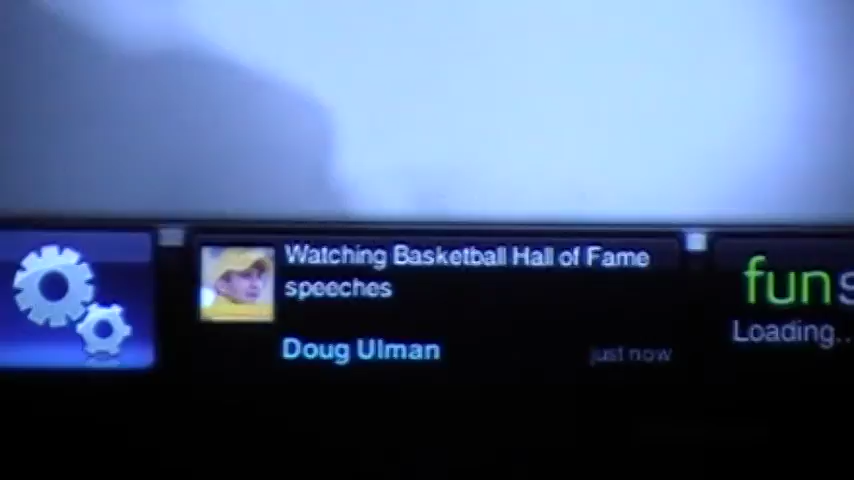 Watching Basketball Hall of Fame
speeches
Doug Ulman
just now
fun
Loading..